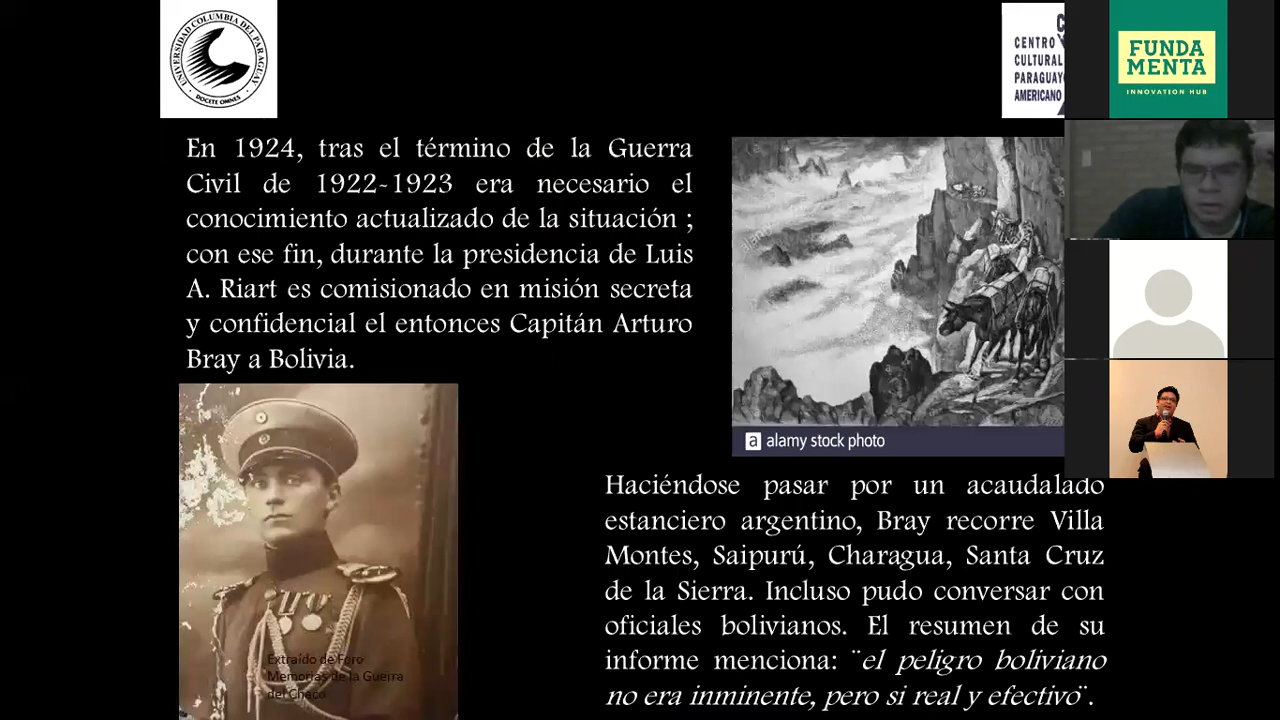 UNIVERSIDAD COLUMBIA DEL PARAGUAY
DOCETE OMNES
CENTRO
CULTURAL
PARAGUAYO
AMERICANO
FUNDA
MENTA
INNOVATION HUB
En 1924, tras el término de la Guerra
Civil de 1922-1923 era necesario el
conocimiento actualizado de la situación ;
con ese fin, durante la presidencia de Luis
A. Riart es comisionado en misión secreta
y confidencial el entonces Capitán Arturo
Bray a Bolivia.
a alamy stock photo
Extraído de Foro
Memorias de la Guerra
del Chaco
Haciéndose pasar por un acaudalado
estanciero argentino, Bray recorre Villa
Montes, Saipurú, Charagua, Santa Cruz
de la Sierra. Incluso pudo conversar con
oficiales bolivianos. El resumen de su
informe menciona: ¨el peligro boliviano
no era inminente, pero si real y efectivo¨.